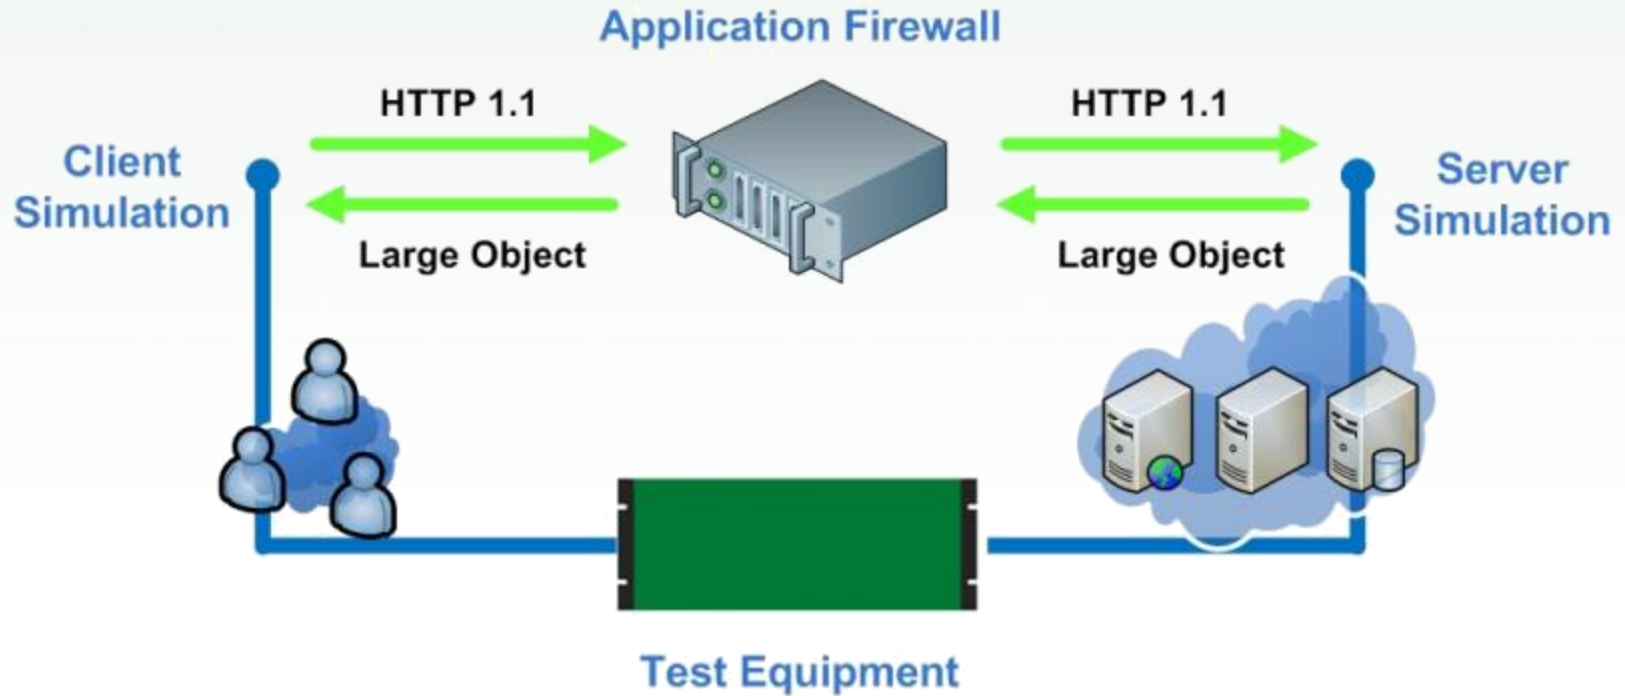 Application Firewall
HTTP 1.1
HTTP 1.1
Client
Simulation
Server
Simulation
Large Object
Large Object
Test Equipment